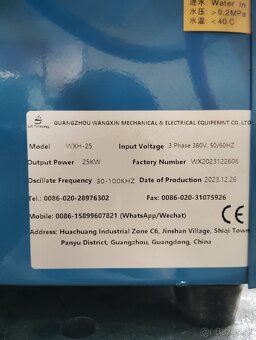 进水 Water in
水压 >0.2MPa
水温 <40C
GUANGZHOU WANGXIN MECHANICAL & ELECTRICAL EQUIPEMNT CO.,LTD
Model WXH-25 Input Voltage 3 Phase 380V, 50/60HZ
Output Power 25KW Factory Number WX2023122606
Oscillate Frequency 30-100KHZ Date of Production 2023.12.26
Tel: 0086-020-28976302 Fax: 0086-020-31075926
Mobile: 0086-15899607821 (WhatsApp/Wechat) CE
Address: Huachuang Industrial Zone C6, Jinshan Village, Shiqi Town
Panyu District, Guangzhou, Guangdong, China